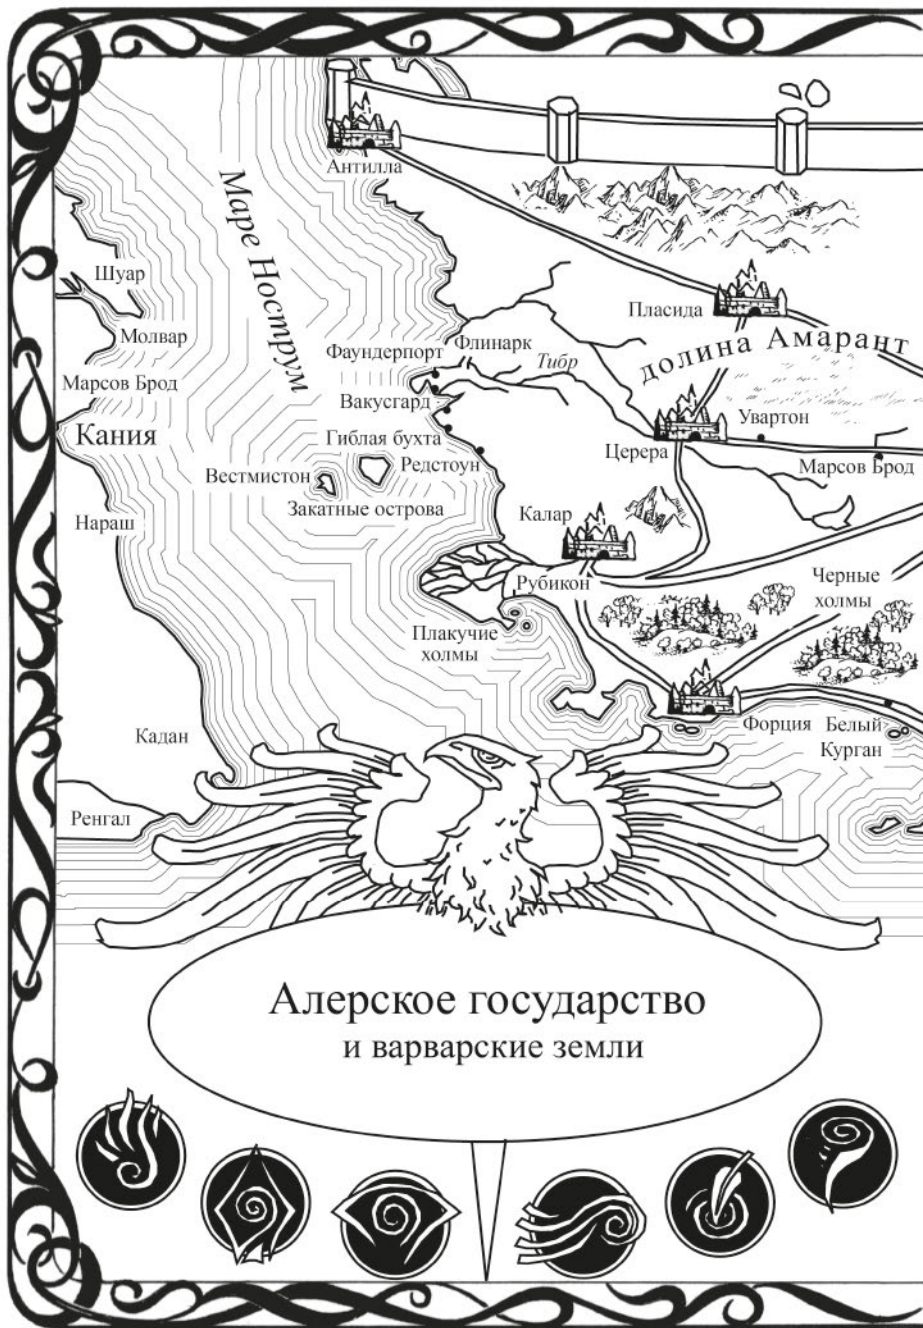 Антилла
Маре Нострум
Шуар
Пласида
Молвар
Флинарк
Фаундерпорт
Тибр
долина Амарант
Марсов Брод
Вакусгард
Увартон
Кания
Гиблая бухта
Церера
Редстоун
Марсов Брод
Вестмистон
Закатные острова
Калар
Нараш
Рубикон
Черные
холмы
Плакучие
холмы
Форция
Белый
Курган
Кадан
Ренгал
Алерское государство
и варварские земли